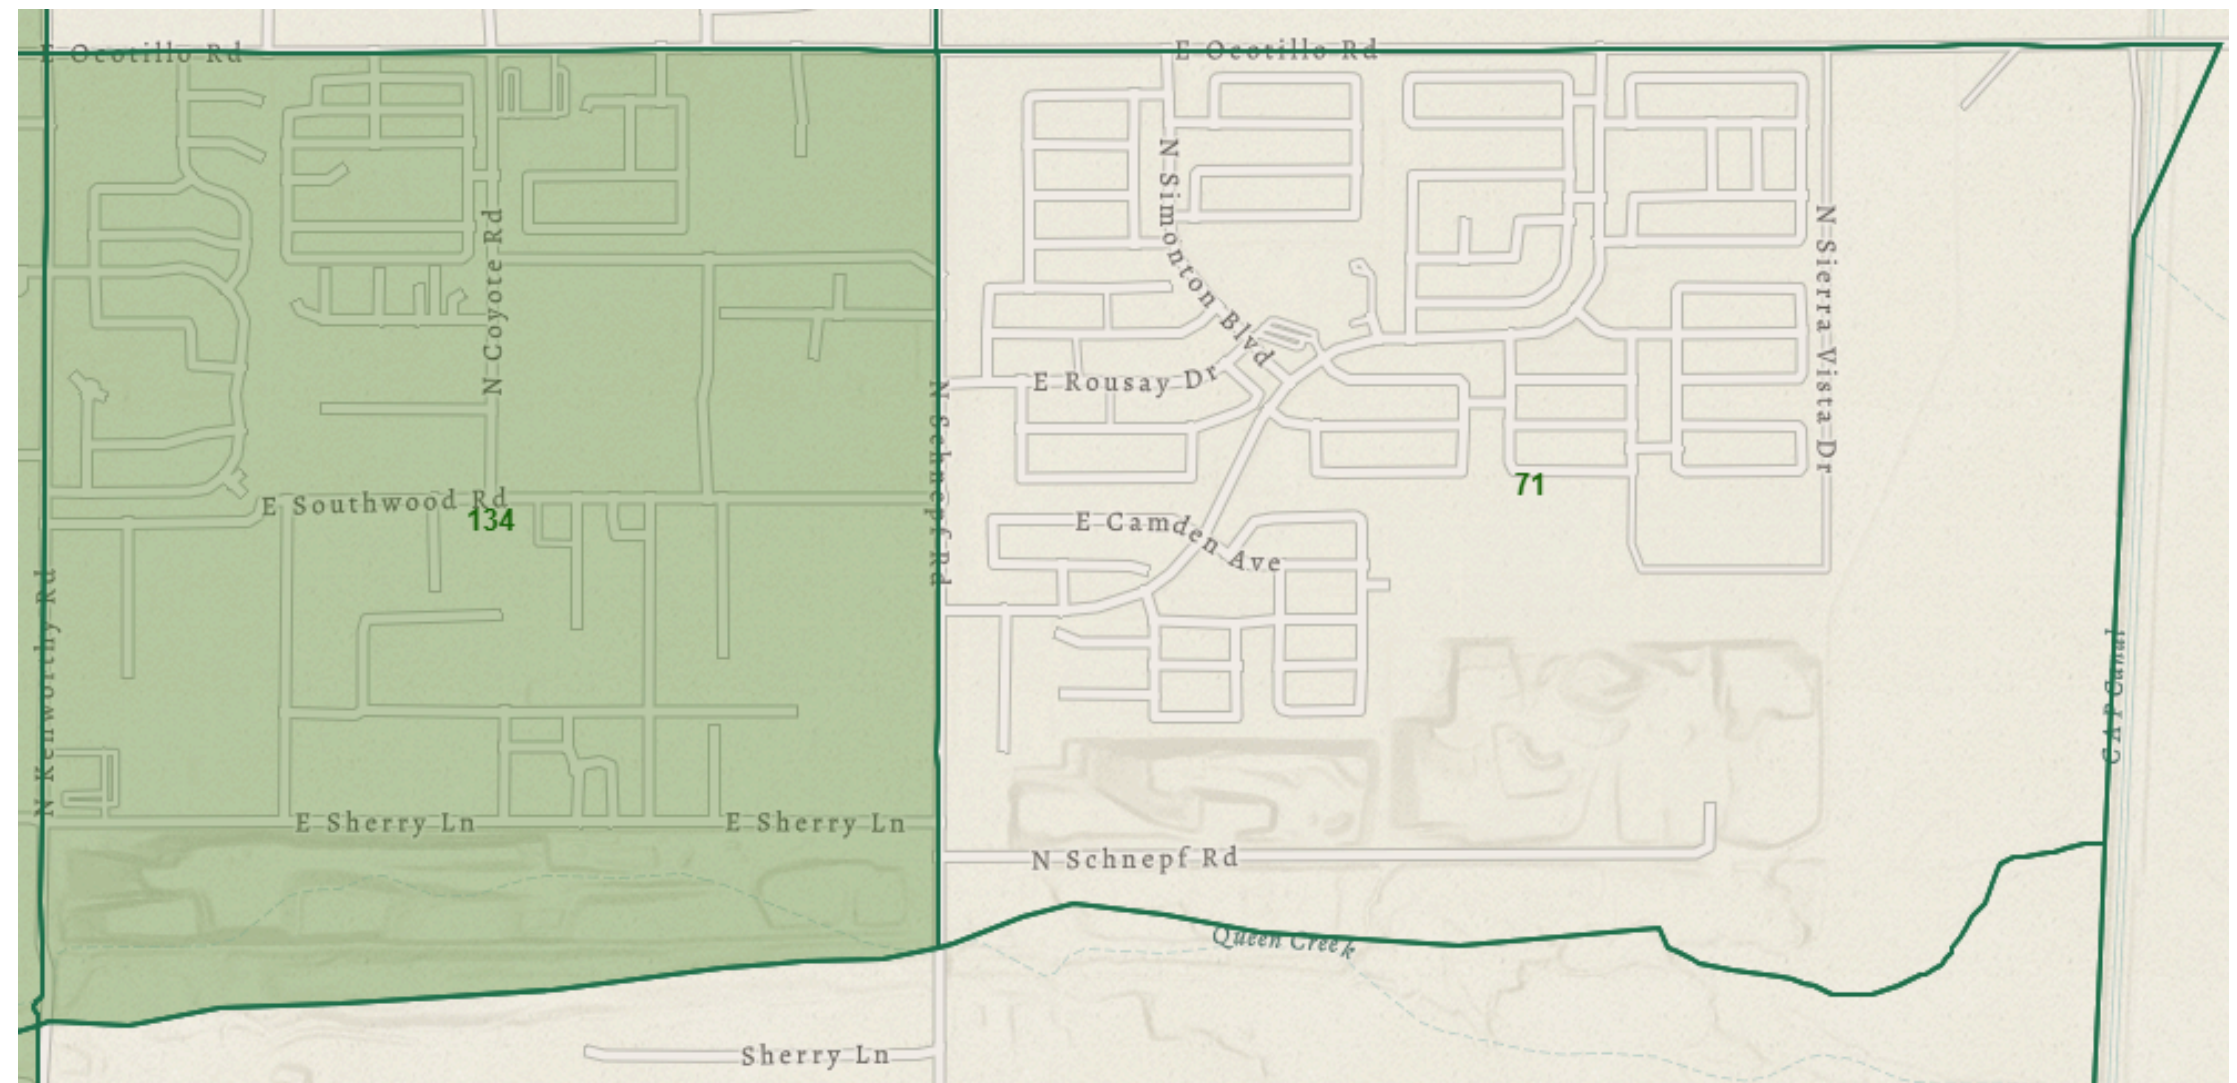 E Ocotillo Rd
E Ocotillo Rd
N Simonton Blvd
N Coyote Rd
N Sierra Vista Dr
E Rousay Dr
N Schnepf Rd
71
E Southwood Rd
134
E Camden Ave
N Kenworthy Rd
C A P Canal
E Sherry Ln
E Sherry Ln
N Schnepf Rd
Queen Creek
Sherry Ln